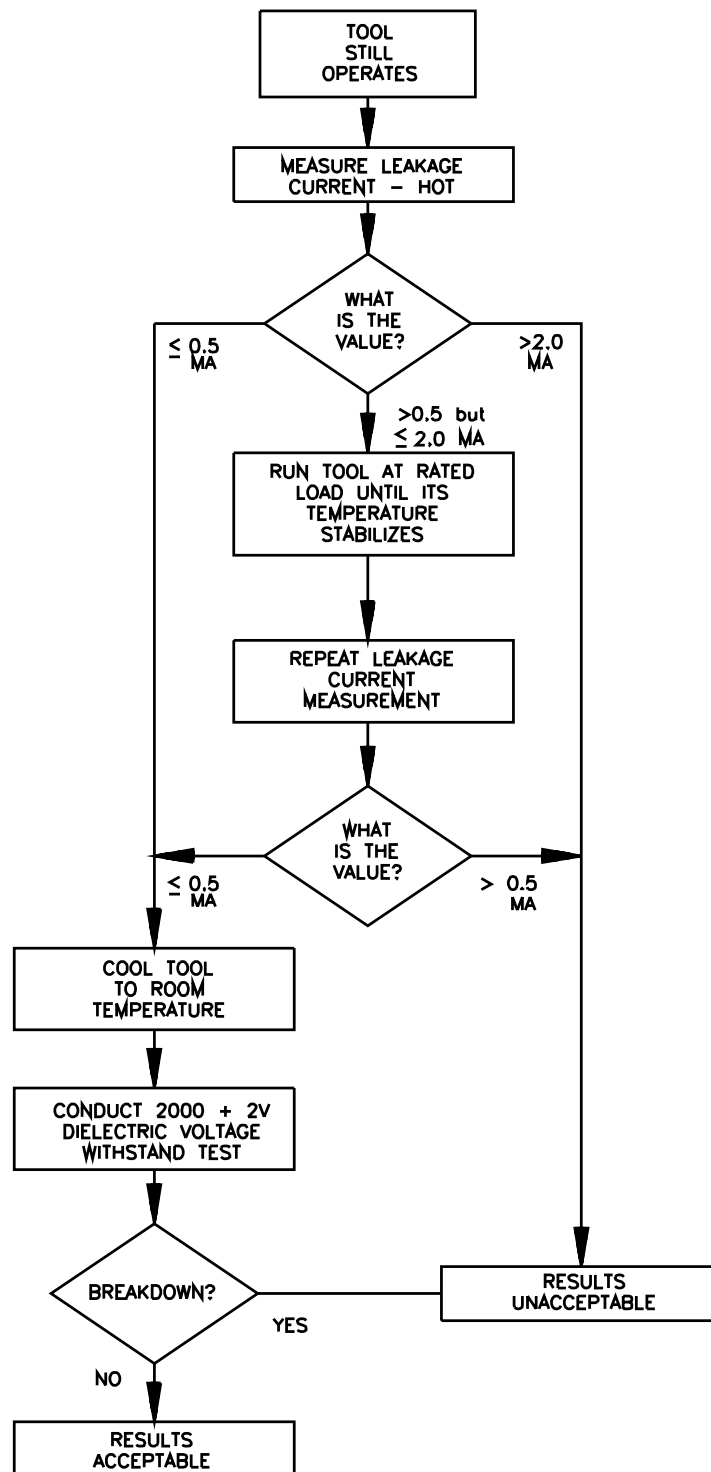 TOOL
STILL
OPERATES
MEASURE LEAKAGE
CURRENT – HOT
WHAT
IS THE
VALUE?
≤ 0.5
MA
>2.0
MA
>0.5 but
≤ 2.0 MA
RUN TOOL AT RATED
LOAD UNTIL ITS
TEMPERATURE
STABILIZES
REPEAT LEAKAGE
CURRENT
MEASUREMENT
WHAT
IS THE
VALUE?
≤ 0.5
MA
> 0.5
MA
COOL TOOL
TO ROOM
TEMPERATURE
CONDUCT 2000 + 2V
DIELECTRIC VOLTAGE
WITHSTAND TEST
BREAKDOWN?
YES
RESULTS
UNACCEPTABLE
NO
RESULTS
ACCEPTABLE